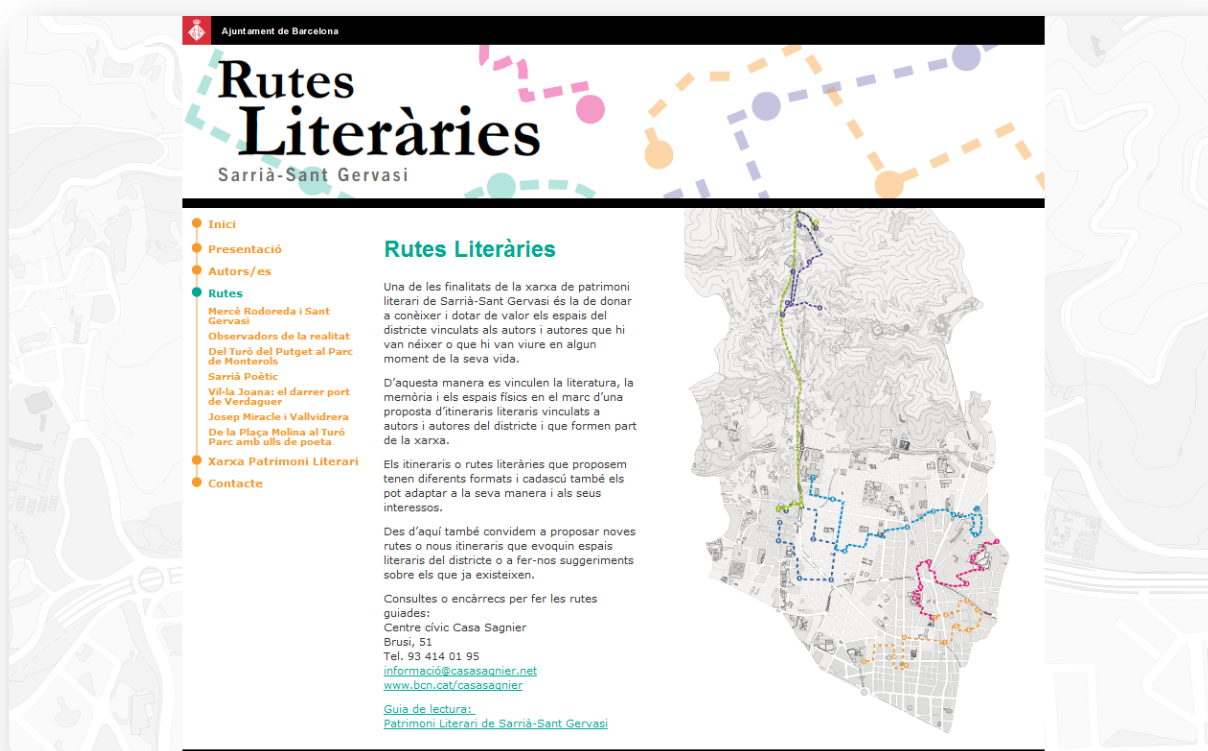 Ajuntament de Barcelona
Rutes
Literàries
Sarrià-Sant Gervasi
Inici
Presentació
Autors/es
Rutes
Mercè Rodoreda i Sant
Gervasi
Observadors de la realitat
Del Turò del Putget al Parc
de Monterols
Sarrià Poètic
Vil·la Joana: el darrer port
de Verdaguer
Josep Miracle i Vallvidrera
De la Plaça Molina al Turó
Parc amb ulls de poeta
Xarxa Patrimoni Literari
Contacte
Rutes Literàries
Una de les finalitats de la xarxa de patrimoni
literari de Sarrià-Sant Gervasi és la de donar
a conèixer i dotar de valor els espais del
districte vinculats als autors i autores que hi
van néixer o que hi van viure en algun
moment de la seva vida.
D’aquesta manera es vinculen la literatura, la
memòria i els espais físics en el marc d’una
proposta d’itineraris literaris vinculats a
autors i autores del districte i que formen part
de la xarxa.
Els itineraris o rutes literàries que proposem
tenen diferents formats i cadascú també els
pot adaptar a la seva manera i als seus
interessos.
Des d’aquí també convidem a proposar noves
rutes o nous itineraris que evoquin espais
literaris del districte o a fer-nos suggeriments
sobre els que ja existeixen.
Consultes o encàrrecs per fer les rutes
guiades:
Centre cívic Casa Sagnier
Brusi, 51
Tel. 93 414 01 95
informació@casasagnier.net
www.bcn.cat/casasagnier
Guia de lectura:
Patrimoni Literari de Sarrià-Sant Gervasi